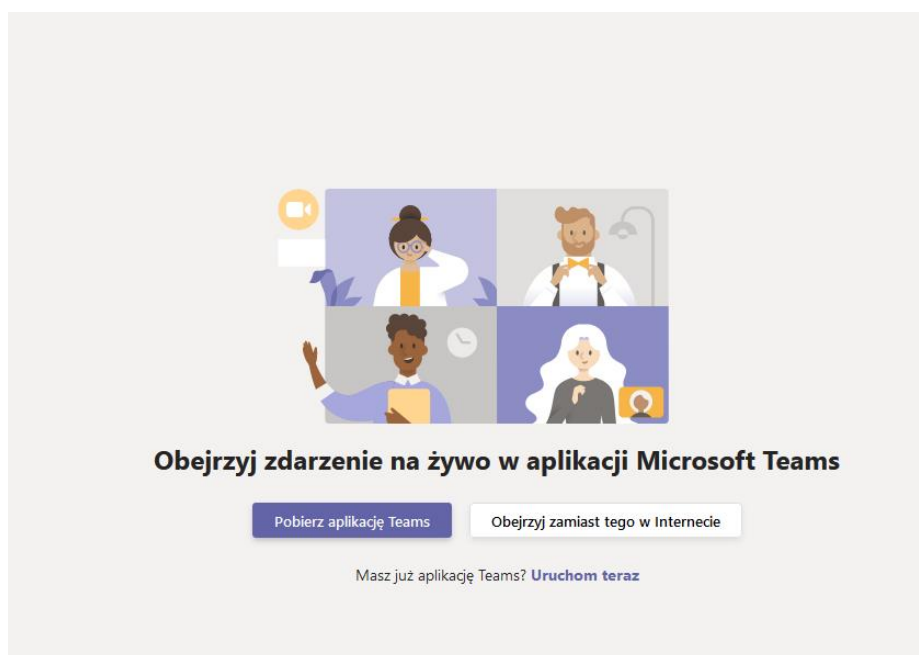 Obejrzyj zdarzenie na żywo w aplikacji Microsoft Teams
Pobierz aplikację Teams
Obejrzyj zamiast tego w Internecie
Masz już aplikację Teams? Uruchom teraz